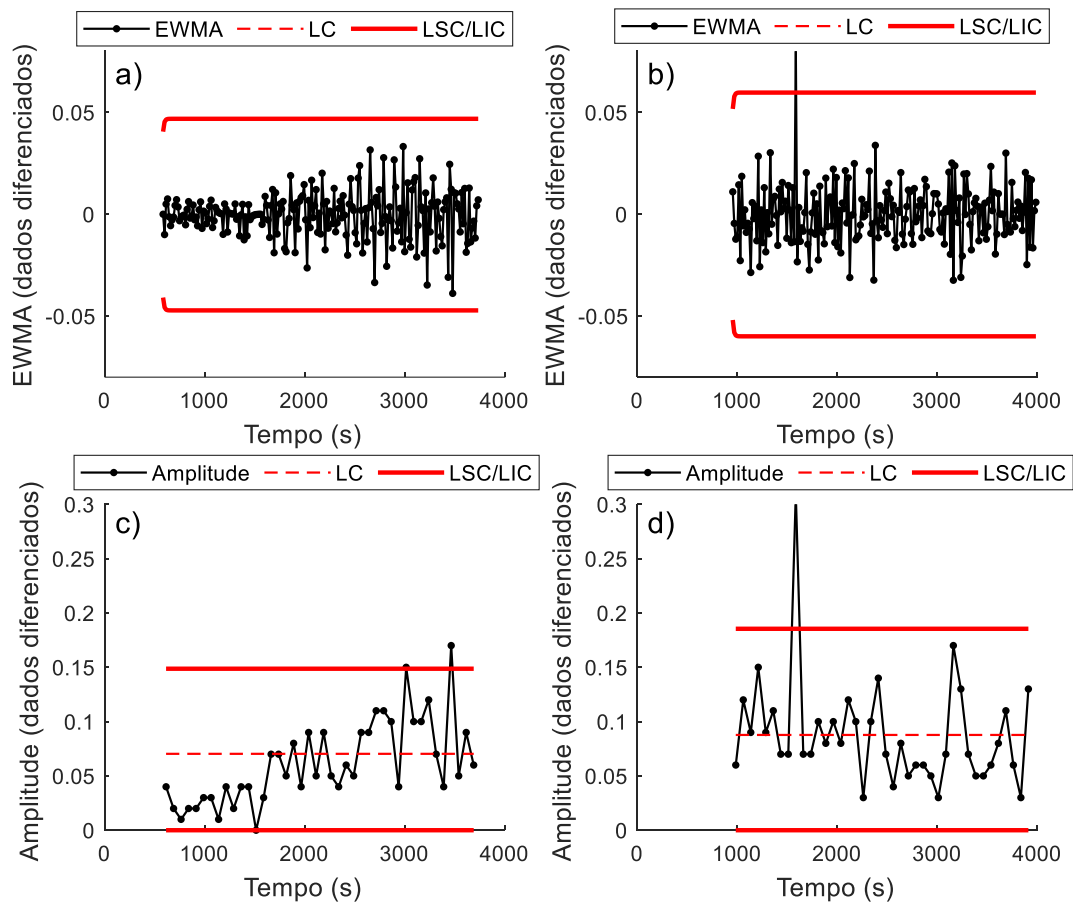 EWMA LC LSC/LIC
a)
EWMA (dados diferenciados)
0.05
0
-0.05
0 1000 2000 3000 4000
Tempo (s)
EWMA LC LSC/LIC
b)
EWMA (dados diferenciados)
0.05
0
-0.05
0 1000 2000 3000 4000
Tempo (s)
Amplitude LC LSC/LIC
c)
Amplitude (dados diferenciados)
0.3
0.25
0.2
0.15
0.1
0.05
0
0 1000 2000 3000 4000
Tempo (s)
Amplitude LC LSC/LIC
d)
Amplitude (dados diferenciados)
0.3
0.25
0.2
0.15
0.1
0.05
0
0 1000 2000 3000 4000
Tempo (s)